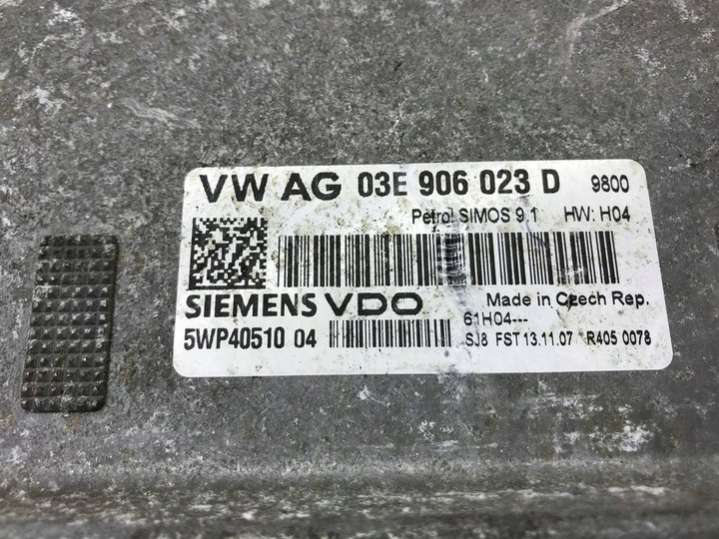 VW AG 03E 906 023 D 9800
Petrol SIMOS 9.1 HW: H04
SIEMENS VDO Made in Czech Rep.
61H04---
5WP40510 04 SJ8 FST 13.11.07 R405 0078